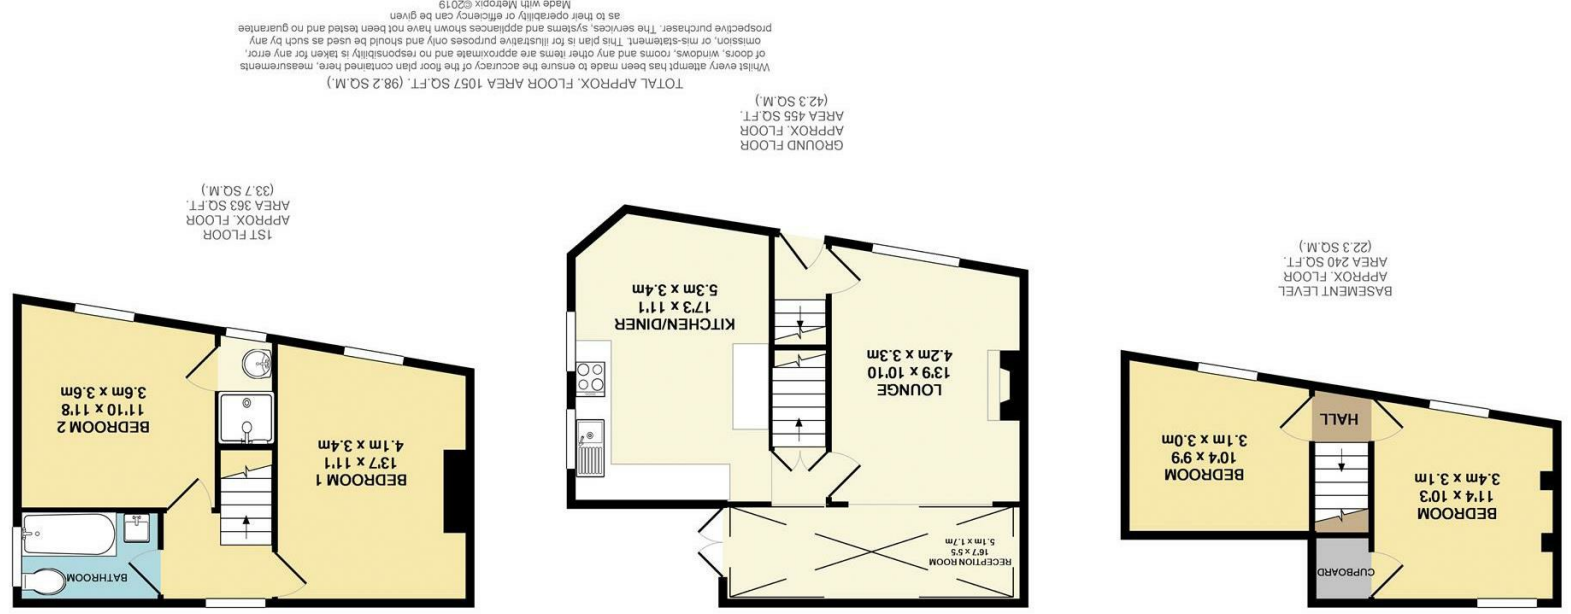 CUPBOARD
BEDROOM
11'4 x 10'3
3.4m x 3.1m
HALL
BEDROOM
10'4 x 9'9
3.1m x 3.0m
BASEMENT LEVEL
APPROX. FLOOR
AREA 240 SQ.FT.
(22.3 SQ.M.)
RECEPTION ROOM
16'7 x 5'5
5.1m x 1.7m
LOUNGE
13'9 x 10'10
4.2m x 3.3m
KITCHEN/DINER
17'3 x 11'1
5.3m x 3.4m
GROUND FLOOR
APPROX. FLOOR
AREA 455 SQ.FT.
(42.3 SQ.M.)
BATHROOM
BEDROOM 1
13'7 x 11'1
4.1m x 3.4m
BEDROOM 2
11'10 x 11'8
3.6m x 3.6m
1ST FLOOR
APPROX. FLOOR
AREA 363 SQ.FT.
(33.7 SQ.M.)
TOTAL APPROX. FLOOR AREA 1057 SQ.FT. (98.2 SQ.M.)
Whilst every attempt has been made to ensure the accuracy of the floor plan contained here, measurements
of doors, windows, rooms and any other items are approximate and no responsibility is taken for any error,
omission, or mis-statement. This plan is for illustrative purposes only and should be used as such by any
prospective purchaser. The services, systems and appliances shown have not been tested and no guarantee
as to their operability or efficiency can be given
Made with Metropix ©2019